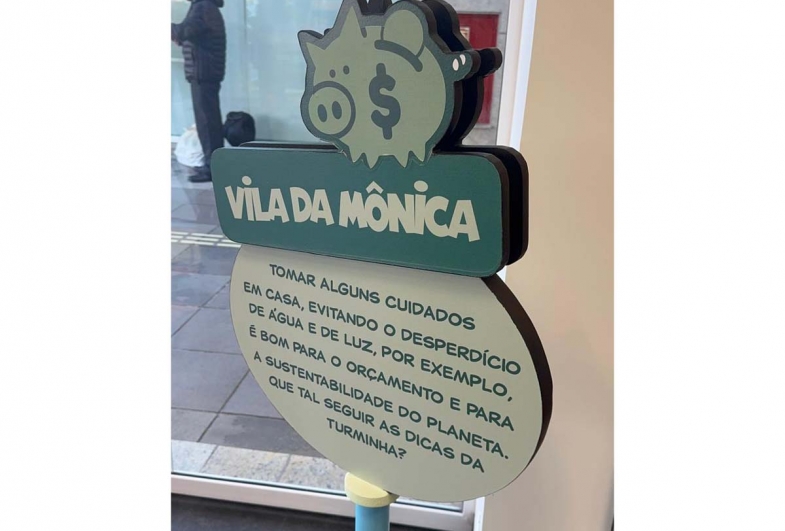 $
VILA DA MÔNICA
TOMAR ALGUNS CUIDADOS
EM CASA, EVITANDO O DESPERDÍCIO
DE ÁGUA E DE LUZ, POR EXEMPLO,
É BOM PARA O ORÇAMENTO E PARA
A SUSTENTABILIDADE DO PLANETA.
QUE TAL SEGUIR AS DICAS DA
TURMINHA?